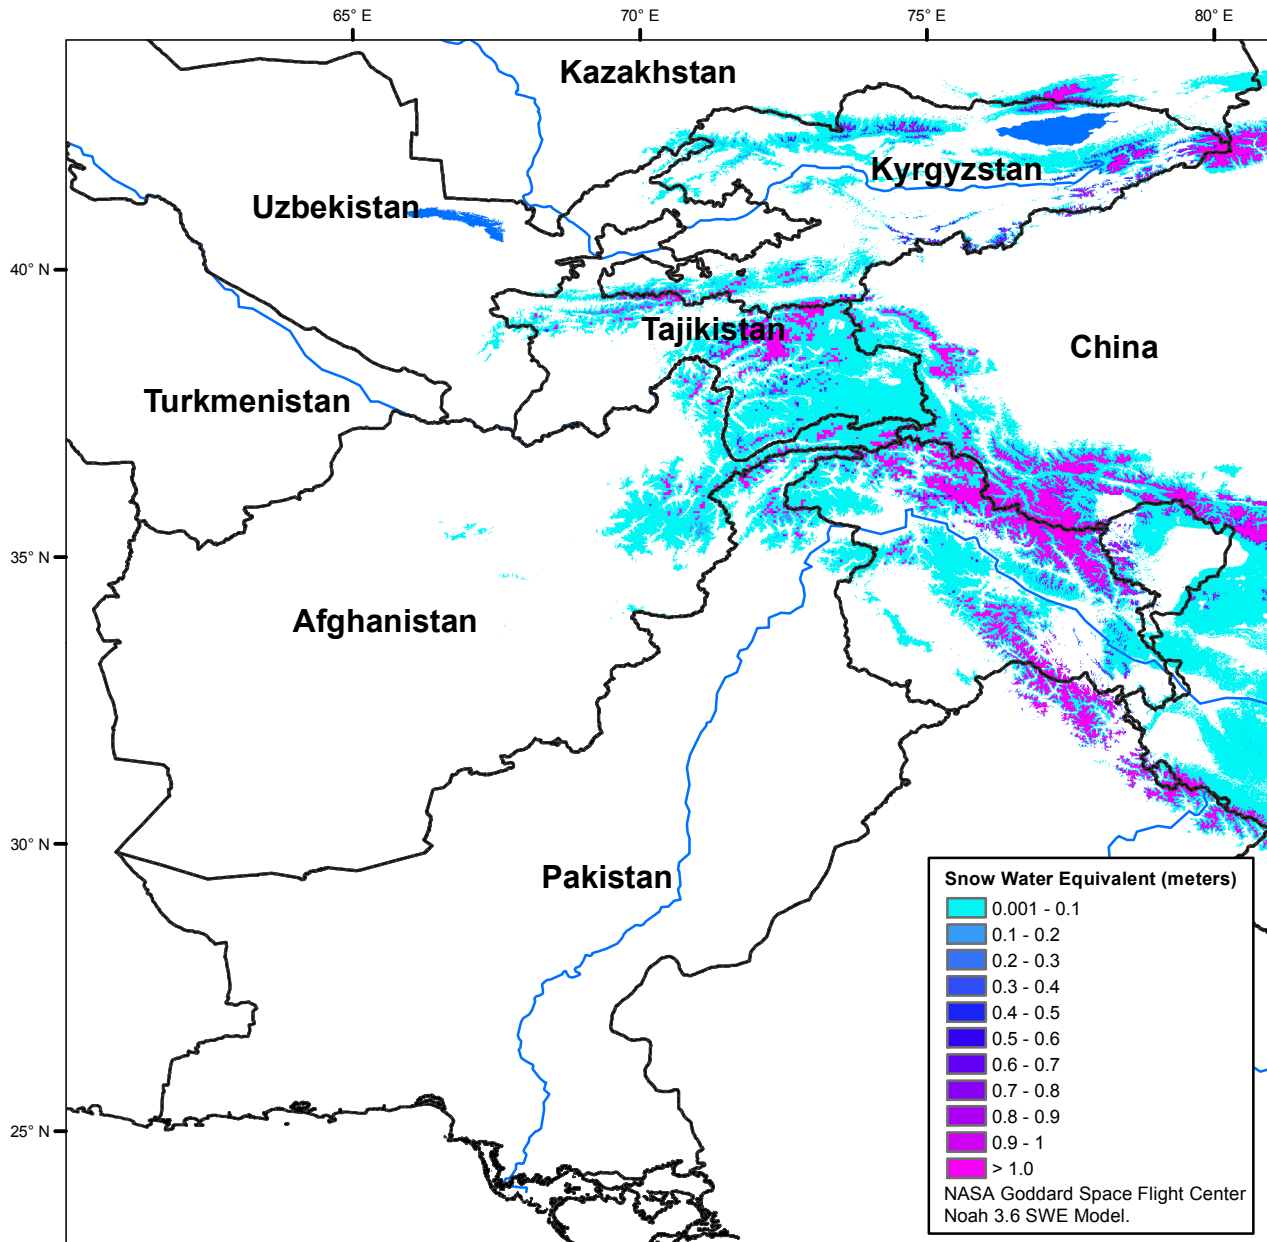 65° E
70° E
75° E
80° E
Kazakhstan
Kyrgyzstan
Uzbekistan
40° N
Tajikistan
China
Turkmenistan
35° N
Afghanistan
30° N
Pakistan
25° N
Snow Water Equivalent (meters)
0.001 - 0.1
0.1 - 0.2
0.2 - 0.3
0.3 - 0.4
0.4 - 0.5
0.5 - 0.6
0.6 - 0.7
0.7 - 0.8
0.8 - 0.9
0.9 - 1
> 1.0
NASA Goddard Space Flight Center
Noah 3.6 SWE Model.